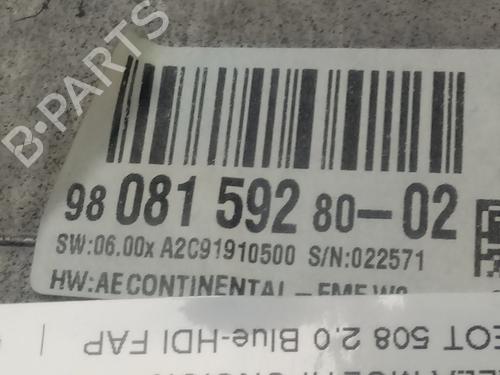 B-PARTS
98 081 592 80-02
SW:06.00x A2C91910500 S/N:022571
HW:AE CONTINENTAL-
EOT 508 2.0 Blue-HDI FAP